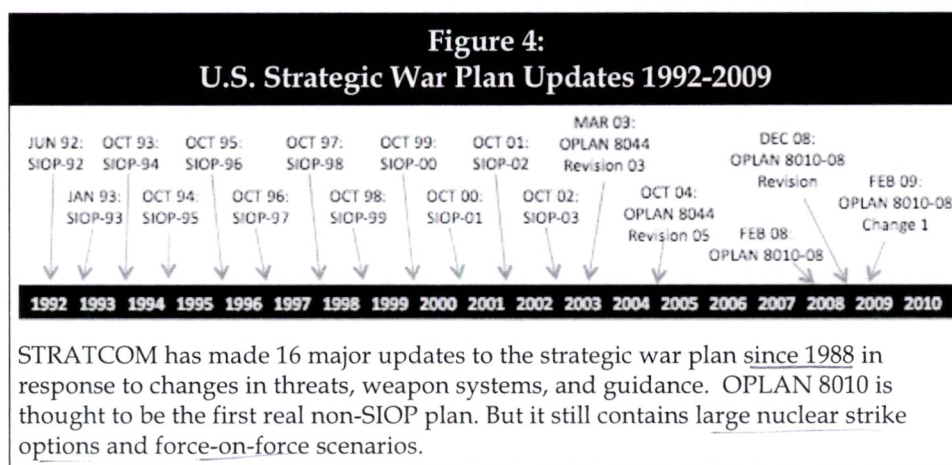 Figure 4:
U.S. Strategic War Plan Updates 1992-2009
JUN 92:
SIOP-92
JAN 93:
SIOP-93
OCT 93:
SIOP-94
OCT 94:
SIOP-95
OCT 95:
SIOP-96
OCT 96:
SIOP-97
OCT 97:
SIOP-98
OCT 98:
SIOP-99
OCT 99:
SIOP-00
OCT 00:
SIOP-01
OCT 01:
SIOP-02
OCT 02:
SIOP-03
MAR 03:
OPLAN 8044
Revision 03
OCT 04:
OPLAN 8044
Revision 05
FEB 08:
OPLAN 8010-08
DEC 08:
OPLAN 8010-08
Revision
FEB 09:
OPLAN 8010-08
Change 1
1992 1993 1994 1995 1996 1997 1998 1999 2000 2001 2002 2003 2004 2005 2006 2007 2008 2009 2010
STRATCOM has made 16 major updates to the strategic war plan since 1988 in
response to changes in threats, weapon systems, and guidance. OPLAN 8010 is
thought to be the first real non-SIOP plan. But it still contains large nuclear strike
options and force-on-force scenarios.